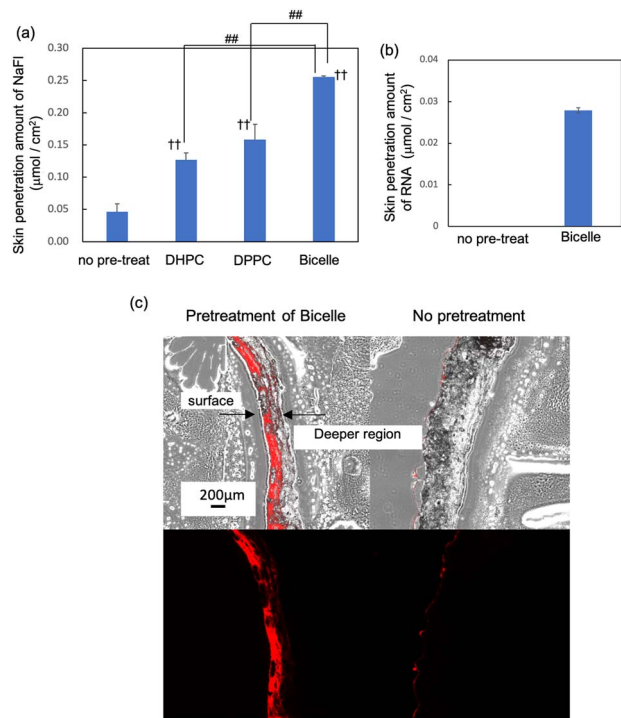 (a)
Skin penetration amount of NaFI
(μmol / cm²)
0.30
0.25
0.20
0.15
0.10
0.05
0.00
##
##
††
††
††
no pre-treat DHPC DPPC Bicelle
(b)
Skin penetration amount
of RNA (μmol / cm²)
0.04
0.03
0.02
0.01
0
no pre-treat Bicelle
(c)
Pretreatment of Bicelle No pretreatment
surface
Deeper region
200μm